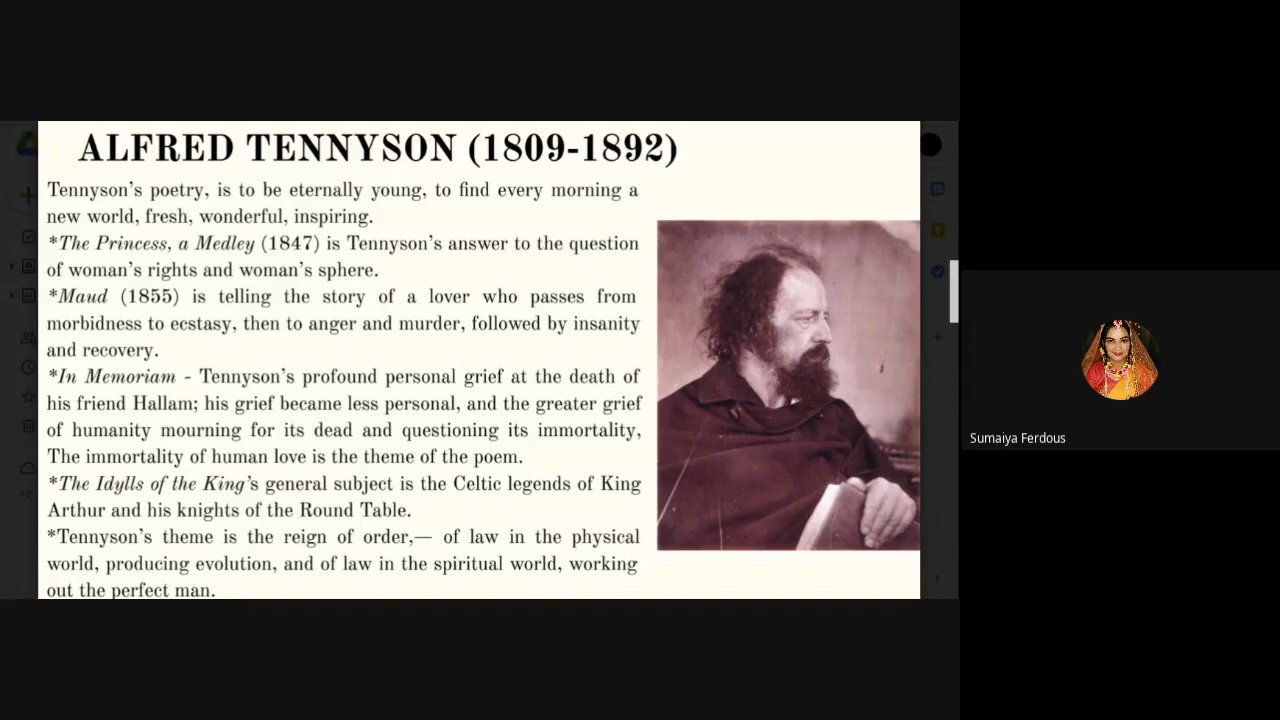 ALFRED TENNYSON (1809-1892)
Tennyson’s poetry, is to be eternally young, to find every morning a
new world, fresh, wonderful, inspiring.
*The Princess, a Medley (1847) is Tennyson’s answer to the question
of woman’s rights and woman’s sphere.
*Maud (1855) is telling the story of a lover who passes from
morbidness to ecstasy, then to anger and murder, followed by insanity
and recovery.
*In Memoriam - Tennyson’s profound personal grief at the death of
his friend Hallam; his grief became less personal, and the greater grief
of humanity mourning for its dead and questioning its immortality,
The immortality of human love is the theme of the poem.
*The Idylls of the King’s general subject is the Celtic legends of King
Arthur and his knights of the Round Table.
*Tennyson’s theme is the reign of order,— of law in the physical
world, producing evolution, and of law in the spiritual world, working
out the perfect man.
Sumaiya Ferdous